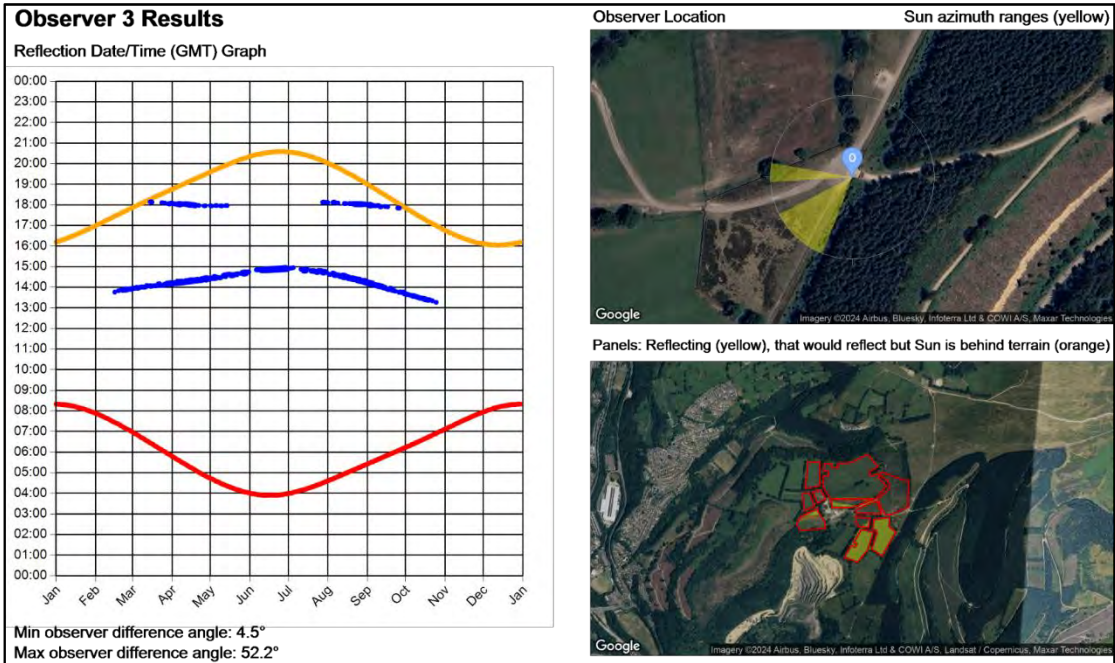 Observer 3 Results
Reflection Date/Time (GMT) Graph
00:00
23:00
22:00
21:00
20:00
19:00
18:00
17:00
16:00
15:00
14:00
13:00
12:00
11:00
10:00
09:00
08:00
07:00
06:00
05:00
04:00
03:00
02:00
01:00
00:00
Jan Feb Mar Apr May Jun Jul Aug Sep Oct Nov Dec Jan
Min observer difference angle: 4.5°
Max observer difference angle: 52.2°
Observer Location Sun azimuth ranges (yellow)
0
Google Imagery ©2024 Airbus, Bluesky, Infoterra Ltd & COWI A/S, Maxar Technologies
Panels: Reflecting (yellow), that would reflect but Sun is behind terrain (orange)
Google Imagery ©2024 Airbus, Bluesky, Infoterra Ltd & COWI A/S, Landsat / Copernicus, Maxar Technologies